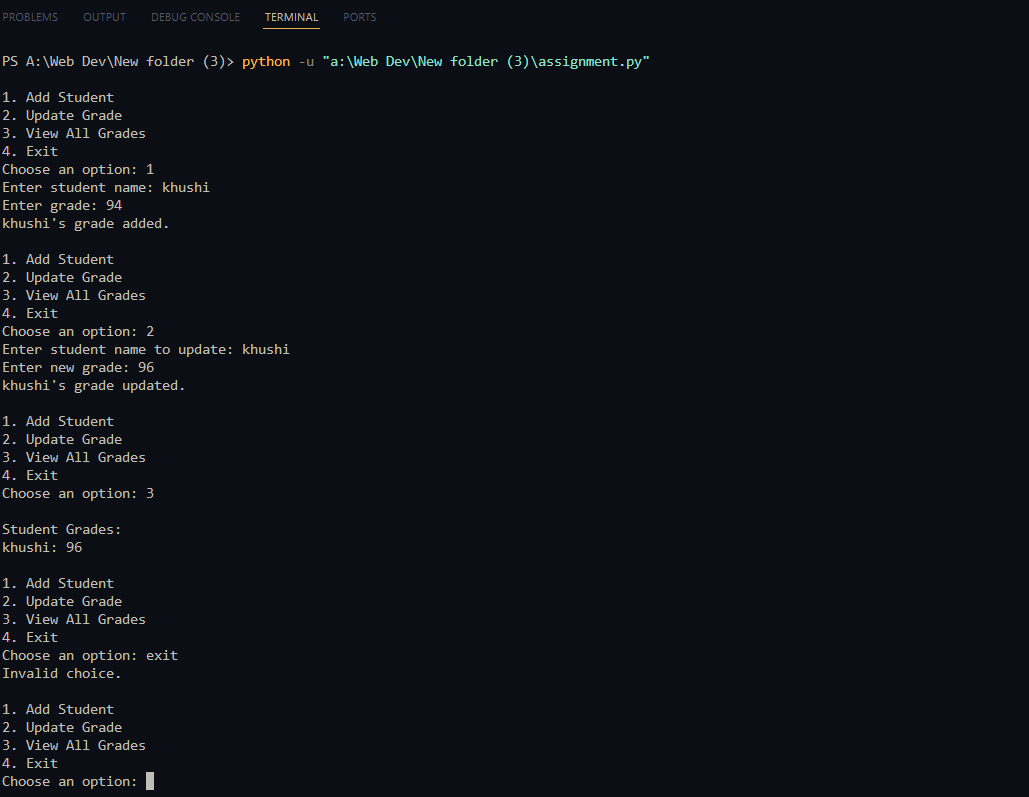 PROBLEMS OUTPUT DEBUG CONSOLE TERMINAL PORTS
PS A:\Web Dev\New folder (3)> python -u "a:\Web Dev\New folder (3)\assignment.py"
1. Add Student
2. Update Grade
3. View All Grades
4. Exit
Choose an option: 1
Enter student name: khushi
Enter grade: 94
khushi's grade added.
1. Add Student
2. Update Grade
3. View All Grades
4. Exit
Choose an option: 2
Enter student name to update: khushi
Enter new grade: 96
khushi's grade updated.
1. Add Student
2. Update Grade
3. View All Grades
4. Exit
Choose an option: 3
Student Grades:
khushi: 96
1. Add Student
2. Update Grade
3. View All Grades
4. Exit
Choose an option: exit
Invalid choice.
1. Add Student
2. Update Grade
3. View All Grades
4. Exit
Choose an option: